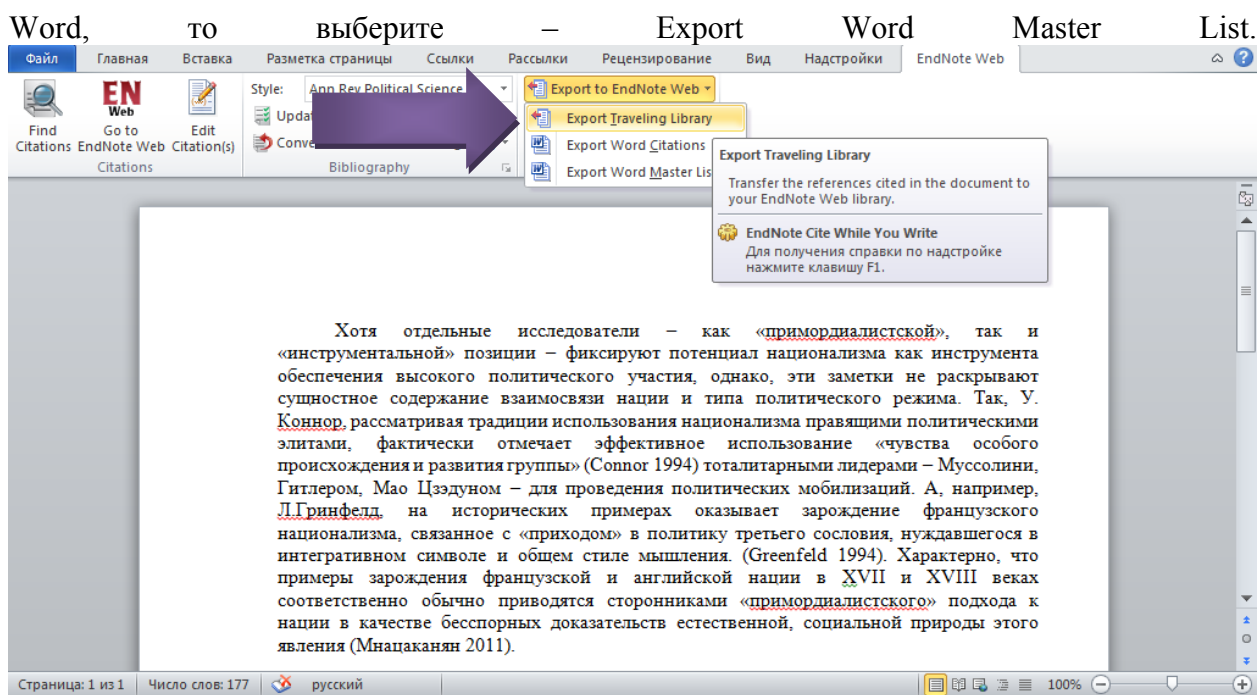 Word, то выберите – Export Word Master List.
Файл Главная Вставка Разметка страницы Ссылки Рассылки Рецензирование Вид Надстройки EndNote Web
Style: Ann Rev Political Science
Export to EndNote Web
EN
Web
Find
Citations
Go to
EndNote Web
Edit
Citation(s)
Citations
Bibliography
Export Traveling Library
Export Word Citations
Export Word Master Lis
Export Traveling Library
Transfer the references cited in the document to
your EndNote Web library.
EndNote Cite While You Write
Для получения справки по надстройке
нажмите клавишу F1.
Хотя отдельные исследователи – как «примордиалистской», так и
«инструментальной» позиции – фиксируют потенциал национализма как инструмента
обеспечения высокого политического участия, однако, эти заметки не раскрывают
сущностное содержание взаимосвязи нации и типа политического режима. Так, У.
Коннор, рассматривая традиции использования национализма правящими политическими
элитами, фактически отмечает эффективное использование «чувства особого
происхождения и развития группы» (Connor 1994) тоталитарными лидерами – Муссолини,
Гитлером, Мао Цзэдуном – для проведения политических мобилизаций. А, например,
Л.Гринфелд, на исторических примерах оказывает зарождение французского
национализма, связанное с «приходом» в политику третьего сословия, нуждавшегося в
интегративном символе и общем стиле мышления. (Greenfeld 1994). Характерно, что
примеры зарождения французской и английской нации в XVII и XVIII веках
соответственно обычно приводятся сторонниками «примордиалистского» подхода к
нации в качестве бесспорных доказательств естественной, социальной природы этого
явления (Мнацаканян 2011).
Страница: 1 из 1 Число слов: 177 русский 100%